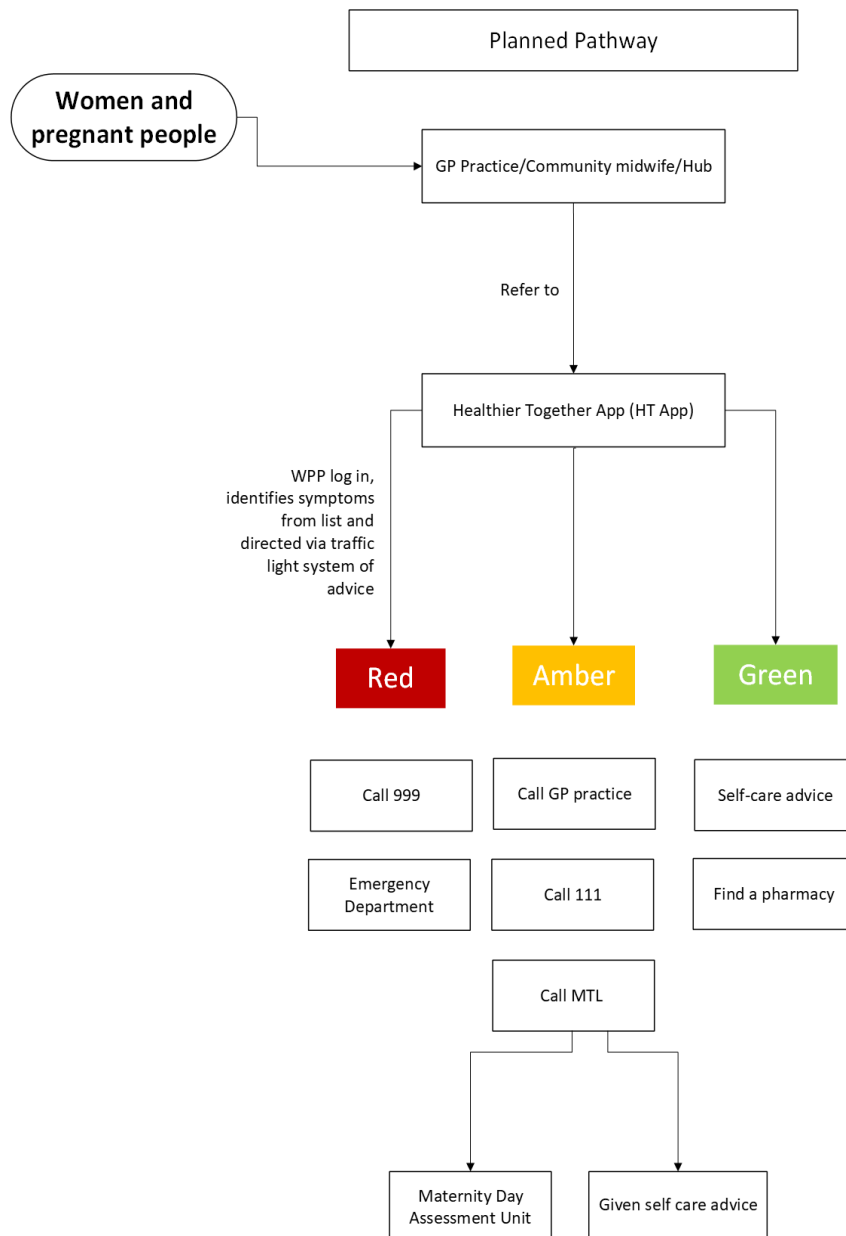 Planned Pathway
Women and
pregnant people
GP Practice/Community midwife/Hub
Refer to
Healthier Together App (HT App)
WPP log in,
identifies symptoms
from list and
directed via traffic
light system of
advice
Red
Amber
Green
Call 999
Call GP practice
Self-care advice
Emergency
Department
Call 111
Find a pharmacy
Call MTL
Maternity Day
Assessment Unit
Given self care advice